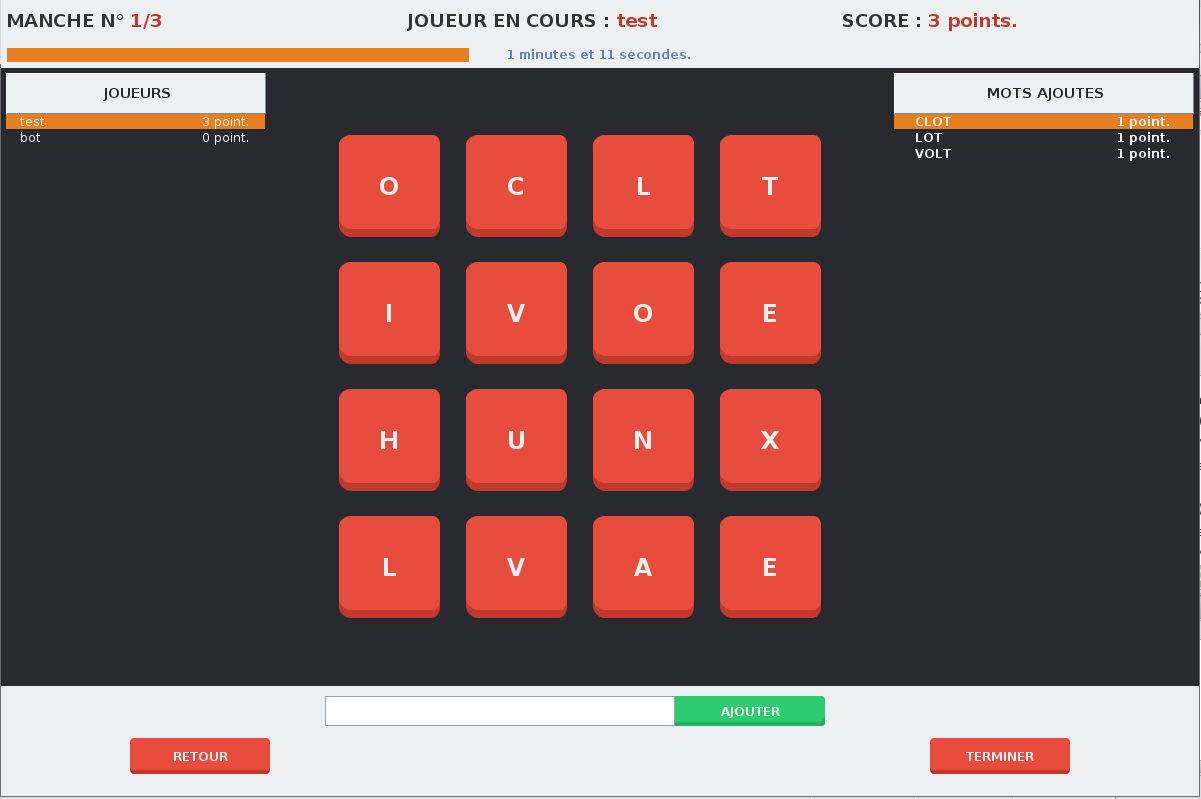 MANCHE N° 1/3 JOUEUR EN COURS : test SCORE : 3 points.
1 minutes et 11 secondes.
JOUEURS
test 3 point.
bot 0 point.
MOTS AJOUTES
CLOT 1 point.
LOT 1 point.
VOLT 1 point.
O C L T
I V O E
H U N X
L V A E
AJOUTER
RETOUR TERMINER